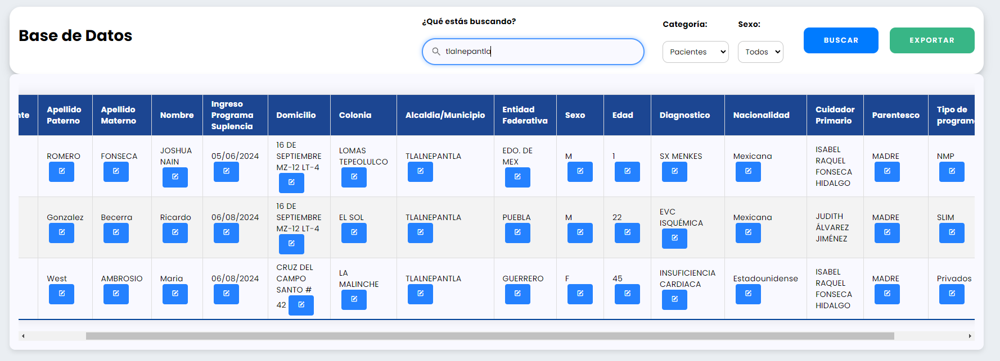 Base de Datos
¿Qué estás buscando?
tlalnepantla
Categoría:
Pacientes
Sexo:
Todos
BUSCAR
EXPORTAR
nte
Apellido
Paterno
Apellido
Materno
Nombre
Ingreso
Programa
Suplencia
Domicilio
Colonia
Alcaldia/Municipio
Entidad
Federativa
Sexo
Edad
Diagnostico
Nacionalidad
Cuidador
Primario
Parentesco
Tipo de
programa
ROMERO
FONSECA
JOSHUA
NAIN
05/06/2024
16 DE
SEPTIEMBRE
MZ-12 LT-4
LOMAS
TEPEOLULCO
TLALNEPANTLA
EDO. DE
MEX
M
1
SX MENKES
Mexicana
ISABEL
RAQUEL
FONSECA
HIDALGO
MADRE
NMP
Gonzalez
Becerra
Ricardo
06/08/2024
16 DE
SEPTIEMBRE
MZ-12 LT-4
EL SOL
TLALNEPANTLA
PUEBLA
M
22
EVC
ISQUÉMICA
Mexicana
JUDITH
ÁLVAREZ
JIMÉNEZ
MADRE
SLIM
West
AMBROSIO
Maria
06/08/2024
CRUZ DEL
CAMPO
SANTO #
42
LA
MALINCHE
TLALNEPANTLA
GUERRERO
F
45
INSUFICIENCIA
CARDIACA
Estadounidense
ISABEL
RAQUEL
FONSECA
HIDALGO
MADRE
Privados